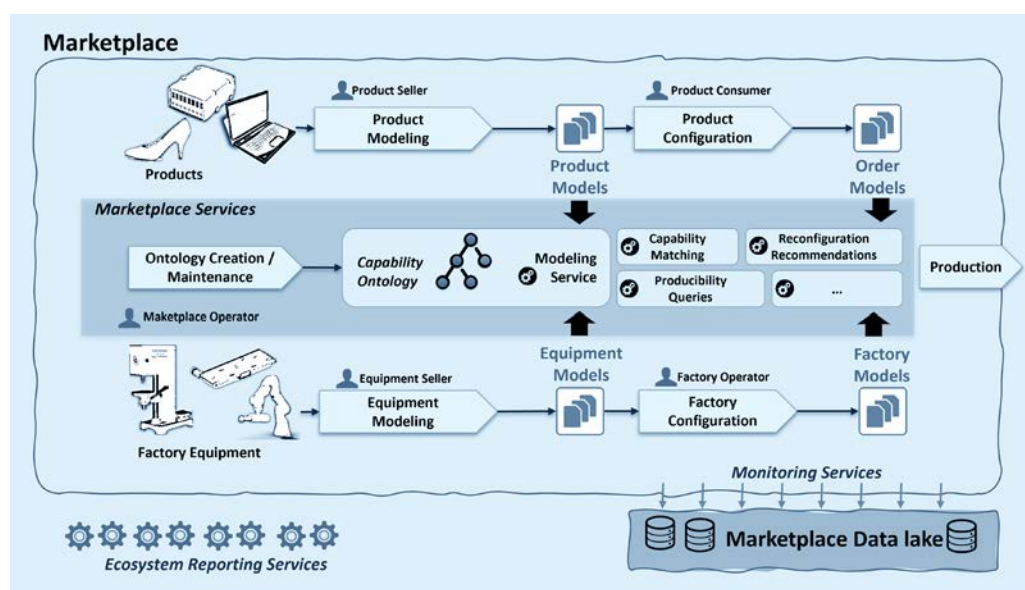 Marketplace
Product Seller
Product Consumer
Product
Modeling
Product
Configuration
Products
Product
Models
Order
Models
Marketplace Services
Ontology Creation /
Maintenance
Capability
Ontology
Modeling
Service
Capability
Matching
Reconfiguration
Recommendations
Producibility
Queries
...
Production
Maketplace Operator
Equipment
Models
Factory
Models
Equipment Seller
Factory Operator
Equipment
Modeling
Factory
Configuration
Factory Equipment
Monitoring Services
Marketplace Data lake
Ecosystem Reporting Services